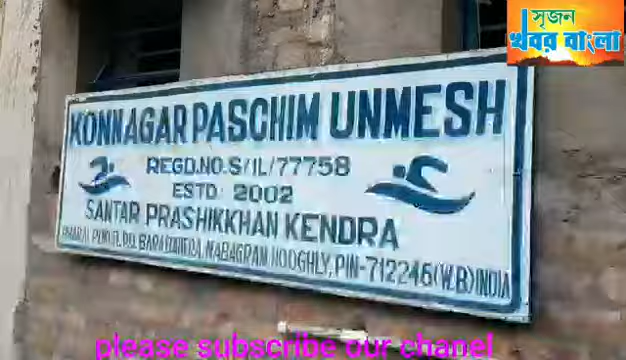 সৃজন
খবর বাংলা
KONNAGAR PASCHIM UNMESH
REGD.NO.S/1L/77758
ESTD 2002
SANTAR PRASHIKKHAN KENDRA
P.O. NABAGRAM HOOGHLY, PIN-712246(W.B)INDIA
please subscribe our chanel